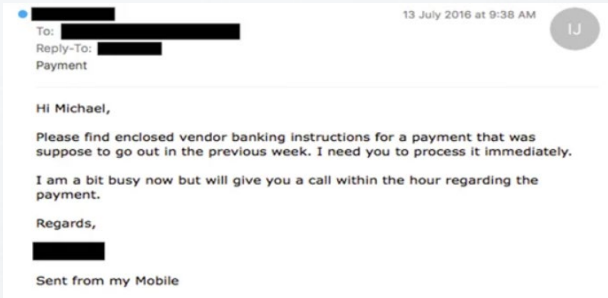 13 July 2016 at 9:38 AM
IJ
To:
Reply-To:
Payment
Hi Michael,
Please find enclosed vendor banking instructions for a payment that was
suppose to go out in the previous week. I need you to process it immediately.
I am a bit busy now but will give you a call within the hour regarding the
payment.
Regards,
Sent from my Mobile